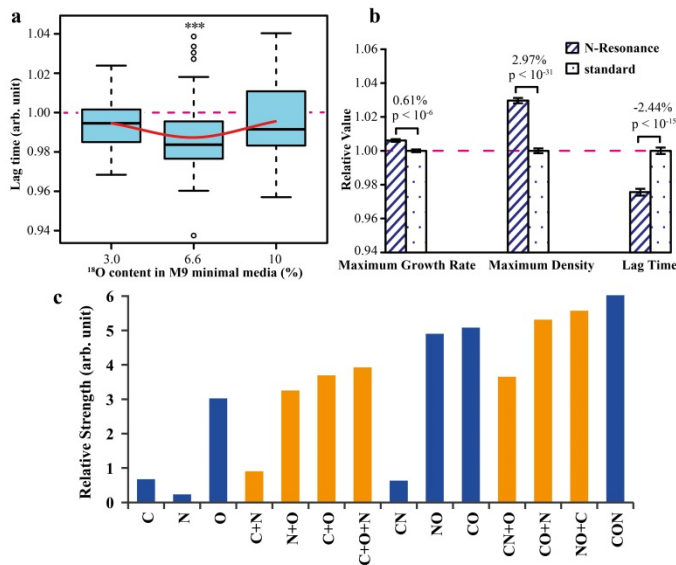 a
***
Lag time (arb. unit)
1.04
1.02
1.00
0.98
0.96
0.94
3.0
6.6
10
¹⁸O content in M9 minimal media (%)
b
N-Resonance
standard
Relative Value
1.06
1.04
1.02
1.00
0.98
0.96
0.94
0.61%
p < 10⁻⁶
2.97%
p < 10⁻³¹
-2.44%
p < 10⁻¹⁵
Maximum Growth Rate
Maximum Density
Lag Time
c
Relative Strength (arb. unit)
6
5
4
3
2
1
0
C
N
O
C+N
N+O
C+O
C+O+N
CN
NO
CO
CN+O
CO+N
NO+C
CON